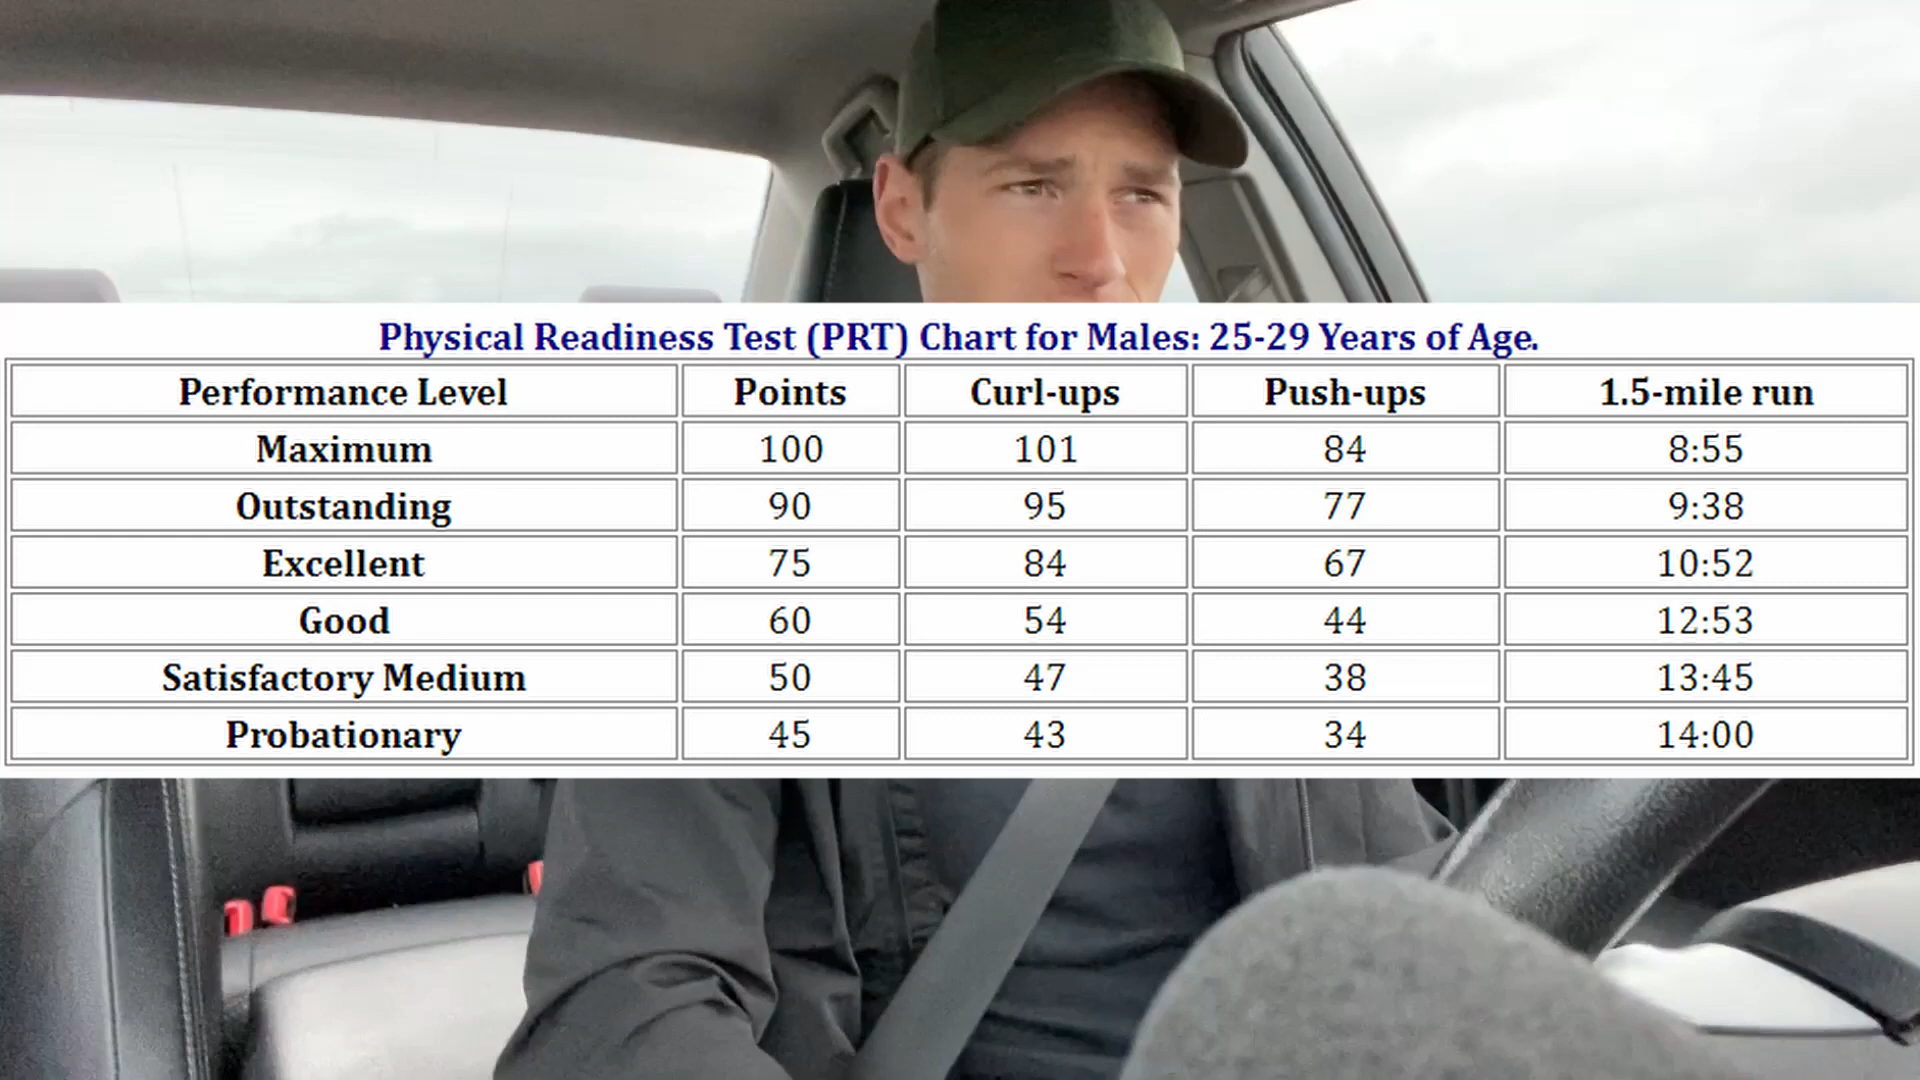 Physical Readiness Test (PRT) Chart for Males: 25-29 Years of Age.
Performance Level Points Curl-ups Push-ups 1.5-mile run
Maximum 100 101 84 8:55
Outstanding 90 95 77 9:38
Excellent 75 84 67 10:52
Good 60 54 44 12:53
Satisfactory Medium 50 47 38 13:45
Probationary 45 43 34 14:00